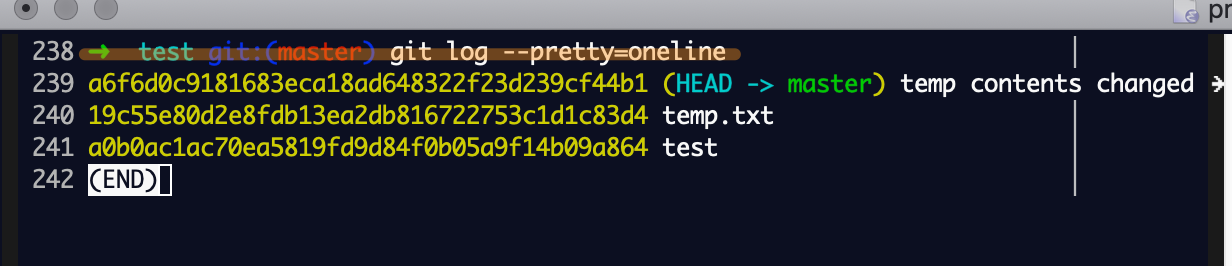 pr
238 → test git:(master) git log --pretty=oneline
239 a6f6d0c9181683eca18ad648322f23d239cf44b1 (HEAD -> master) temp contents changed →
240 19c55e80d2e8fdb13ea2db816722753c1d1c83d4 temp.txt
241 a0b0ac1ac70ea5819fd9d84f0b05a9f14b09a864 test
242 (END)